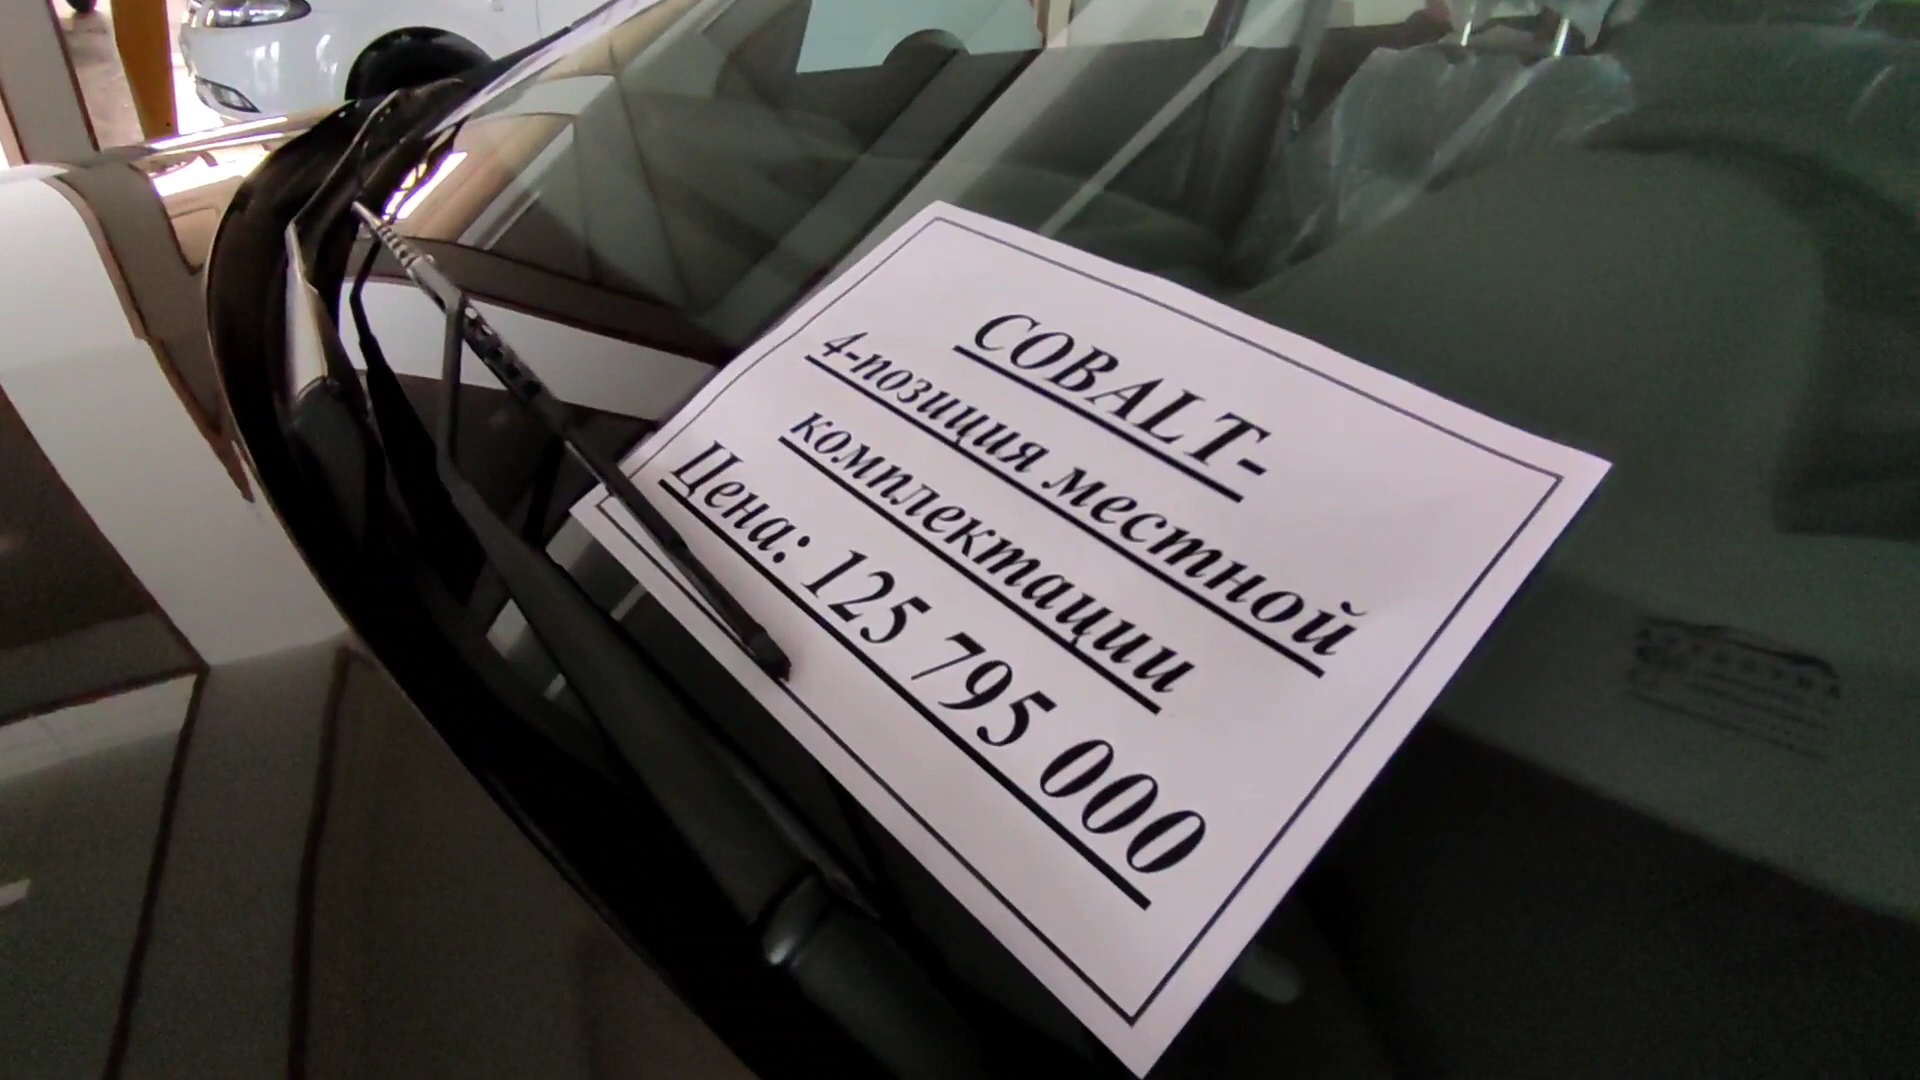 COBALT-
4-позиция местной
комплектации
Цена: 125 795 000